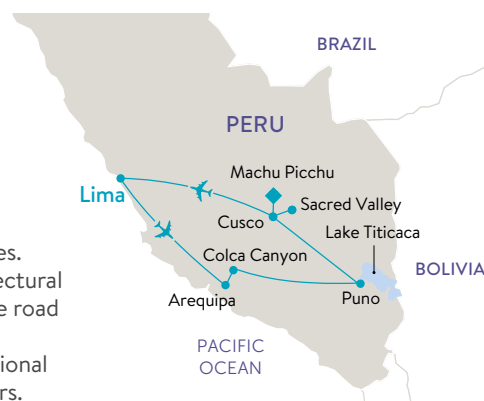 BRAZIL
PERU
Machu Picchu
Lima
Sacred Valley
Cusco
Lake Titicaca
es.
Colca Canyon
BOLIVIA
ectural
Arequipa
Puno
e road
PACIFIC
OCEAN
ional
rs.